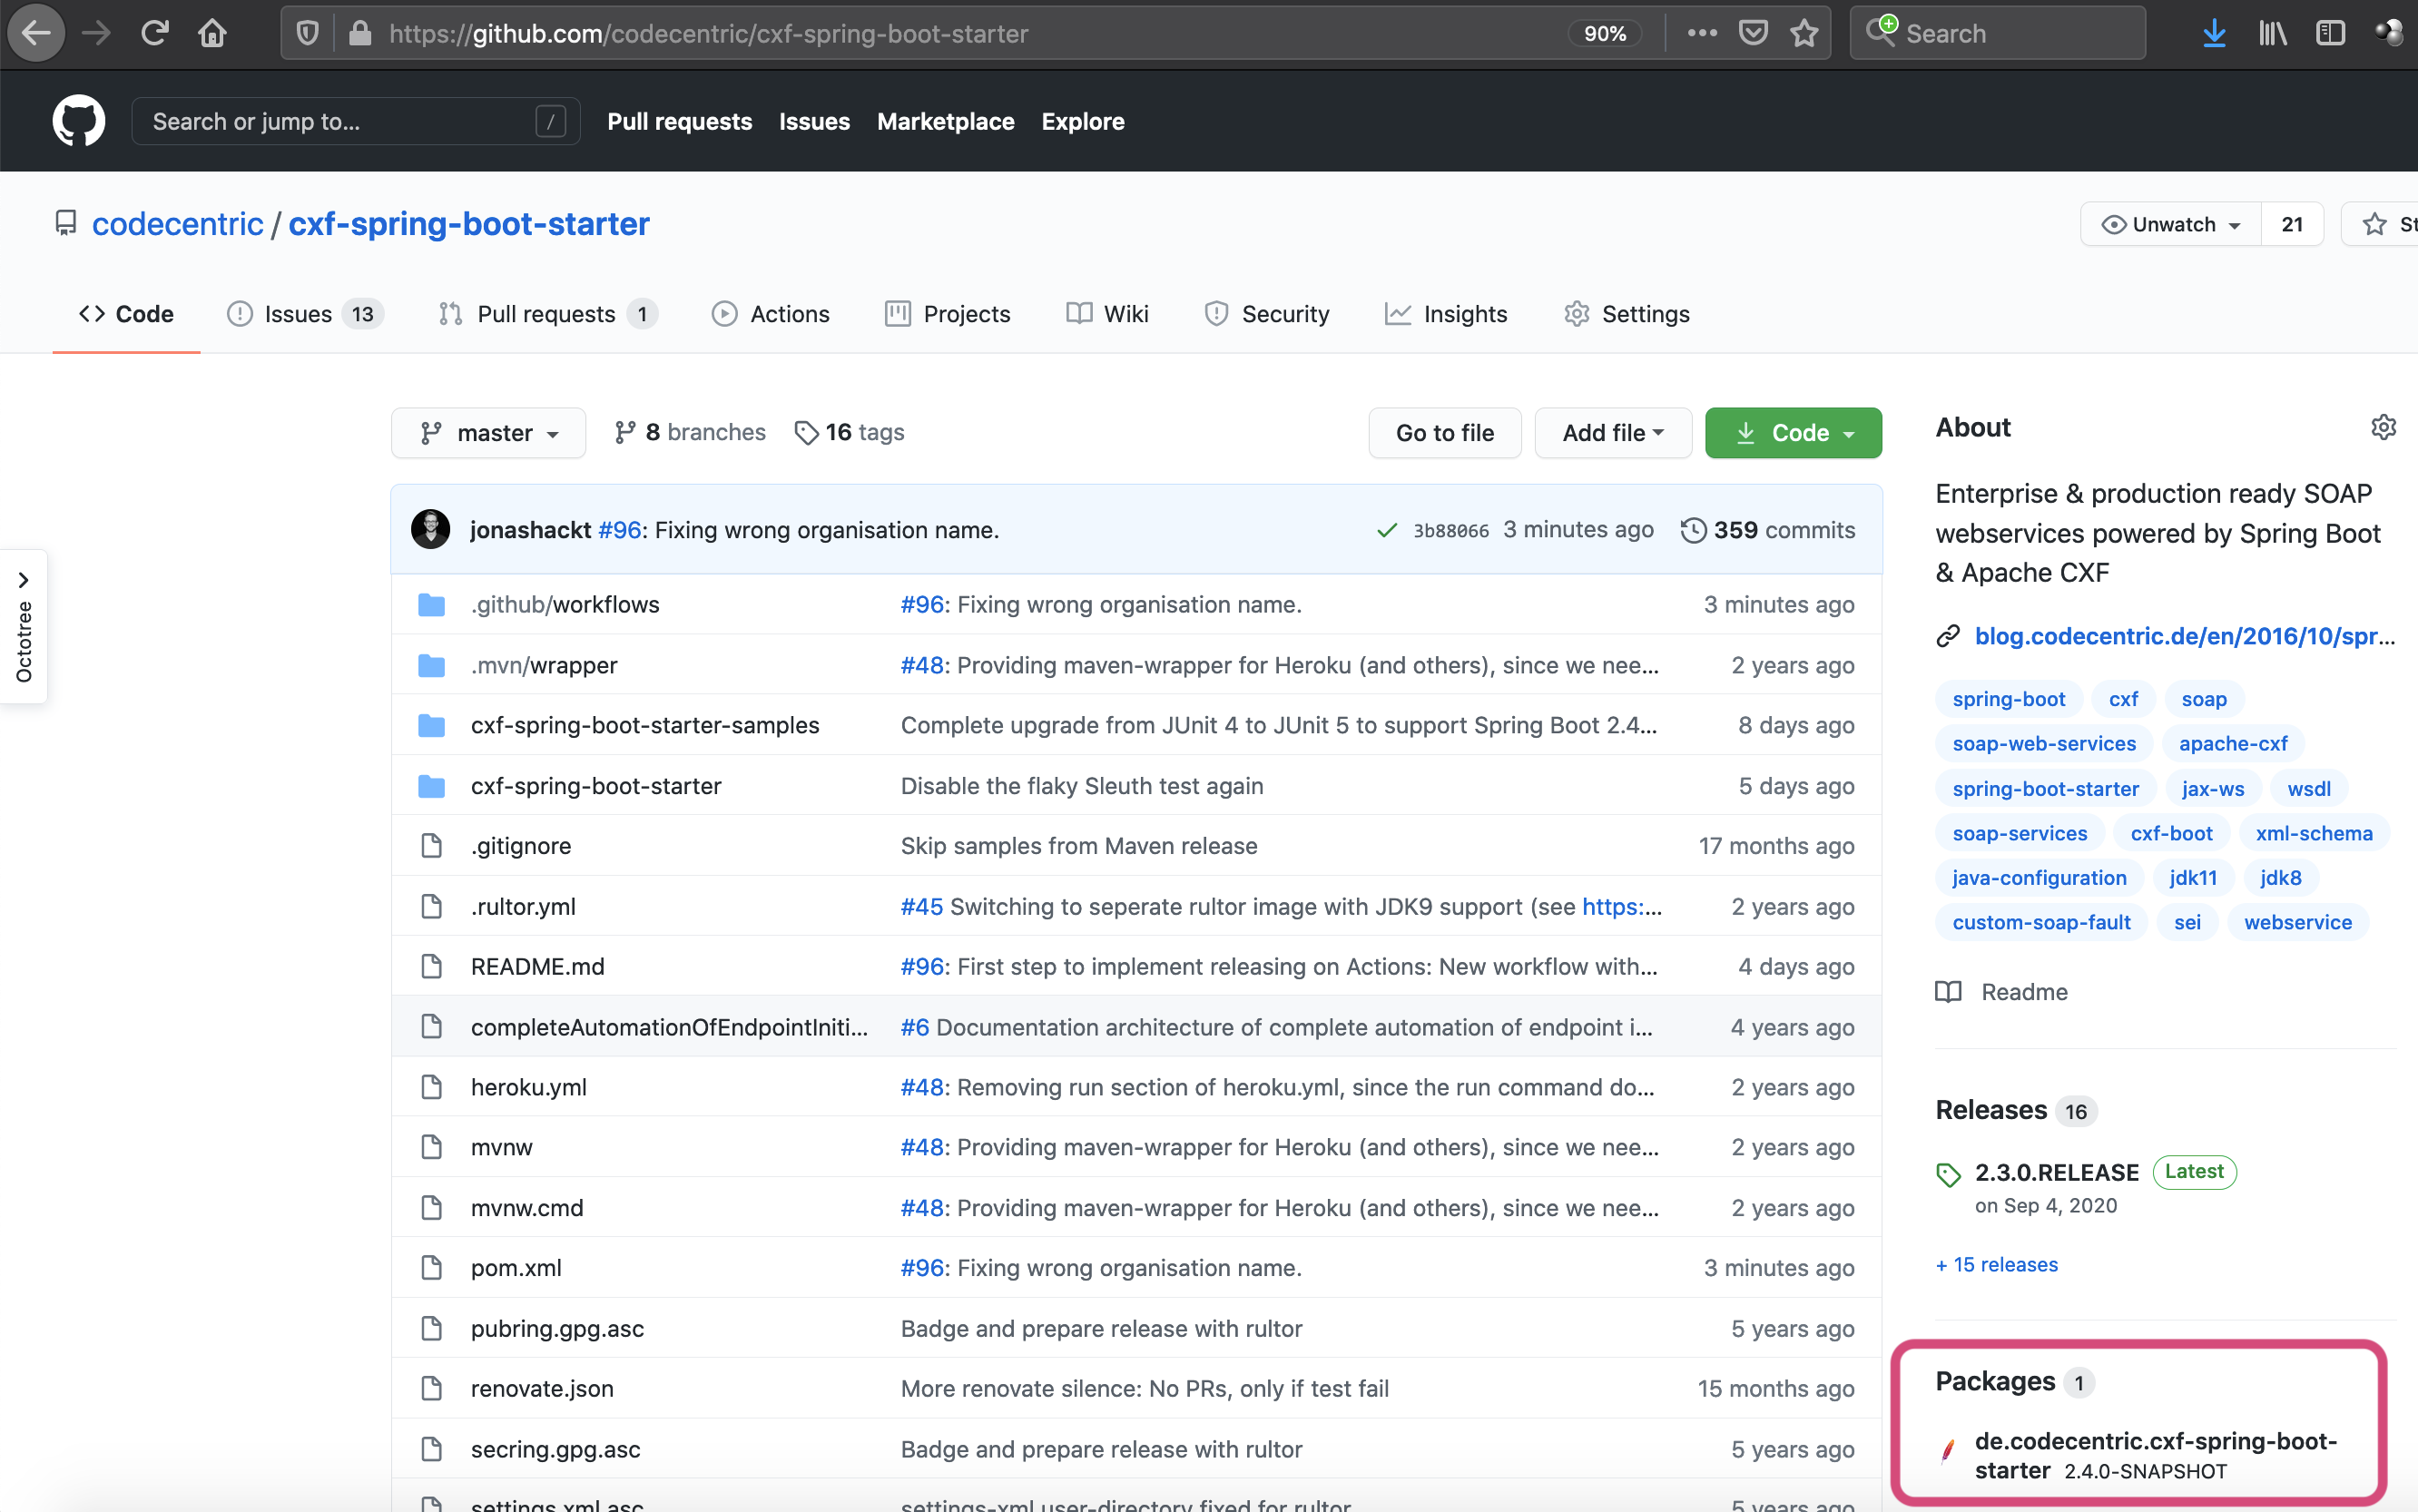 https://github.com/codecentric/cxf-spring-boot-starter
90%
Search
Search or jump to...
/
Pull requests
Issues
Marketplace
Explore
codecentric / cxf-spring-boot-starter
Unwatch
21
Code
Issues 13
Pull requests 1
Actions
Projects
Wiki
Security
Insights
Settings
master
8 branches
16 tags
Go to file
Add file
Code
jonashackt #96: Fixing wrong organisation name.
3b88066 3 minutes ago
359 commits
.github/workflows #96: Fixing wrong organisation name. 3 minutes ago
.mvn/wrapper #48: Providing maven-wrapper for Heroku (and others), since we nee... 2 years ago
cxf-spring-boot-starter-samples Complete upgrade from JUnit 4 to JUnit 5 to support Spring Boot 2.4... 8 days ago
cxf-spring-boot-starter Disable the flaky Sleuth test again 5 days ago
.gitignore Skip samples from Maven release 17 months ago
.rultor.yml #45 Switching to seperate rultor image with JDK9 support (see https:... 2 years ago
README.md #96: First step to implement releasing on Actions: New workflow with... 4 days ago
completeAutomationOfEndpointIniti... #6 Documentation architecture of complete automation of endpoint i... 4 years ago
heroku.yml #48: Removing run section of heroku.yml, since the run command do... 2 years ago
mvnw #48: Providing maven-wrapper for Heroku (and others), since we nee... 2 years ago
mvnw.cmd #48: Providing maven-wrapper for Heroku (and others), since we nee... 2 years ago
pom.xml #96: Fixing wrong organisation name. 3 minutes ago
pubring.gpg.asc Badge and prepare release with rultor 5 years ago
renovate.json More renovate silence: No PRs, only if test fail 15 months ago
secring.gpg.asc Badge and prepare release with rultor 5 years ago
settings.xml.asc settings-xml user-directory fixed for rultor 5 years ago
Octotree
About
Enterprise & production ready SOAP
webservices powered by Spring Boot
& Apache CXF
blog.codecentric.de/en/2016/10/spr...
spring-boot cxf soap
soap-web-services apache-cxf
spring-boot-starter jax-ws wsdl
soap-services cxf-boot xml-schema
java-configuration jdk11 jdk8
custom-soap-fault sei webservice
Readme
Releases 16
2.3.0.RELEASE Latest
on Sep 4, 2020
+ 15 releases
Packages 1
de.codecentric.cxf-spring-boot-
starter 2.4.0-SNAPSHOT